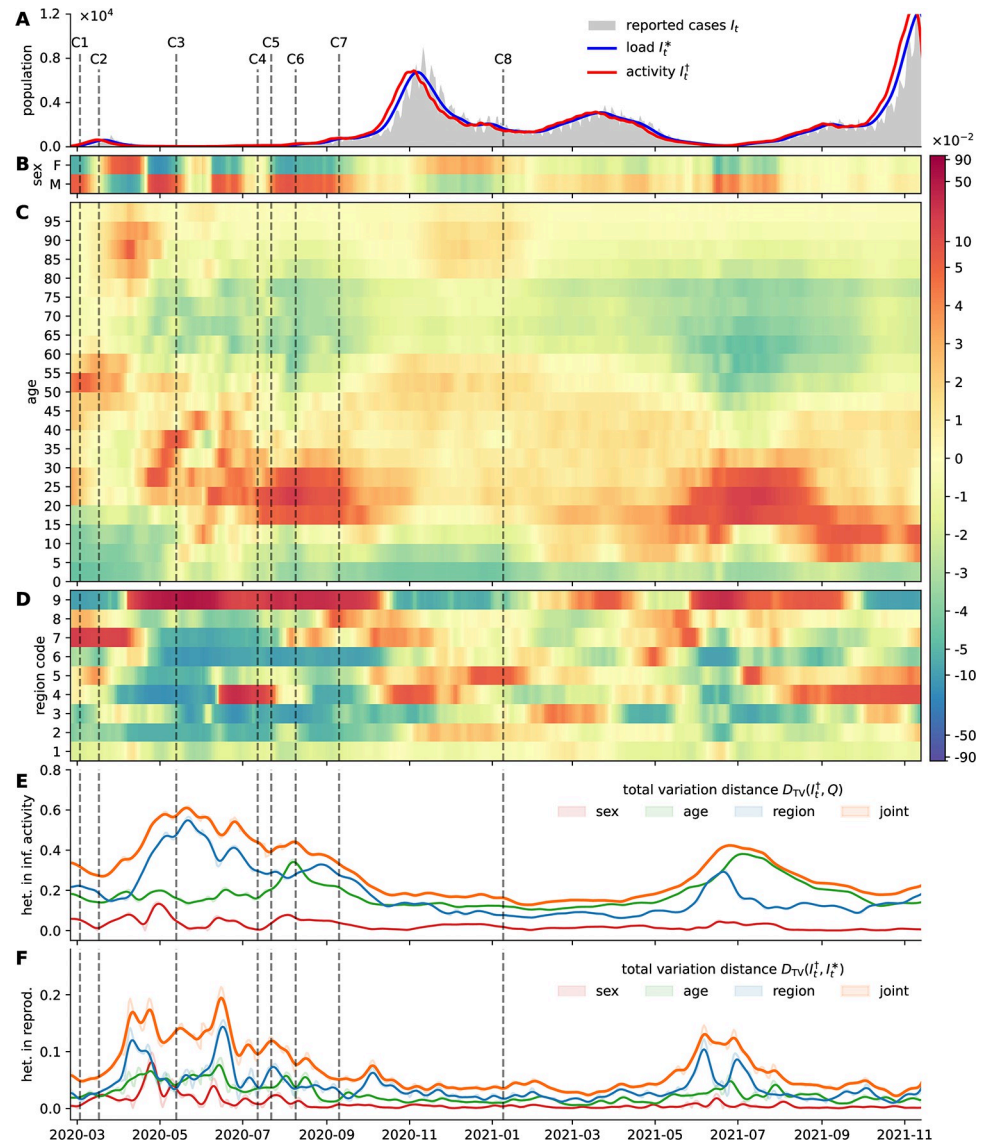 A
×10⁴
1.2
0.8
0.4
0.0
population
C1
C2
C3
C4
C5
C6
C7
C8
reported cases Iₜ
load Iₜ*
activity Iₜ†
B
sex
F
M
C
age
95
90
85
80
75
70
65
60
55
50
45
40
35
30
25
20
15
10
5
0
×10⁻²
90
50
10
5
4
3
2
1
0
-1
-2
-3
-4
-5
-10
-50
-90
D
region code
9
8
7
6
5
4
3
2
1
E
het. in inf. activity
0.8
0.6
0.4
0.2
0.0
total variation distance D_TV(Iₜ†, Q)
sex age region joint
F
het. in reprod.
0.2
0.1
0.0
total variation distance D_TV(Iₜ†, Iₜ*)
sex age region joint
2020-03 2020-05 2020-07 2020-09 2020-11 2021-01 2021-03 2021-05 2021-07 2021-09 2021-11